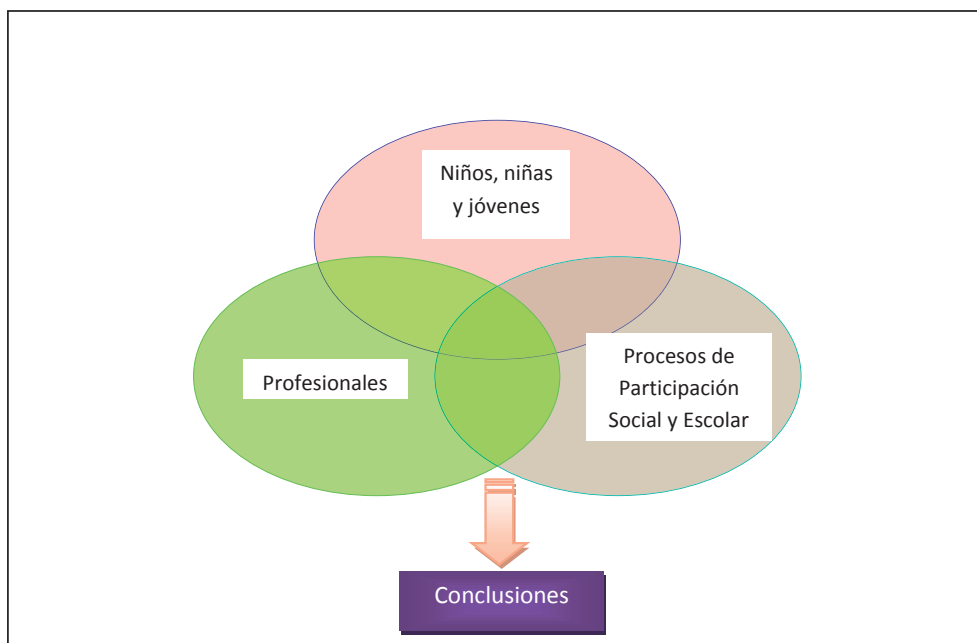 Niños, niñas
y jóvenes
Profesionales
Procesos de
Participación
Social y Escolar
Conclusiones